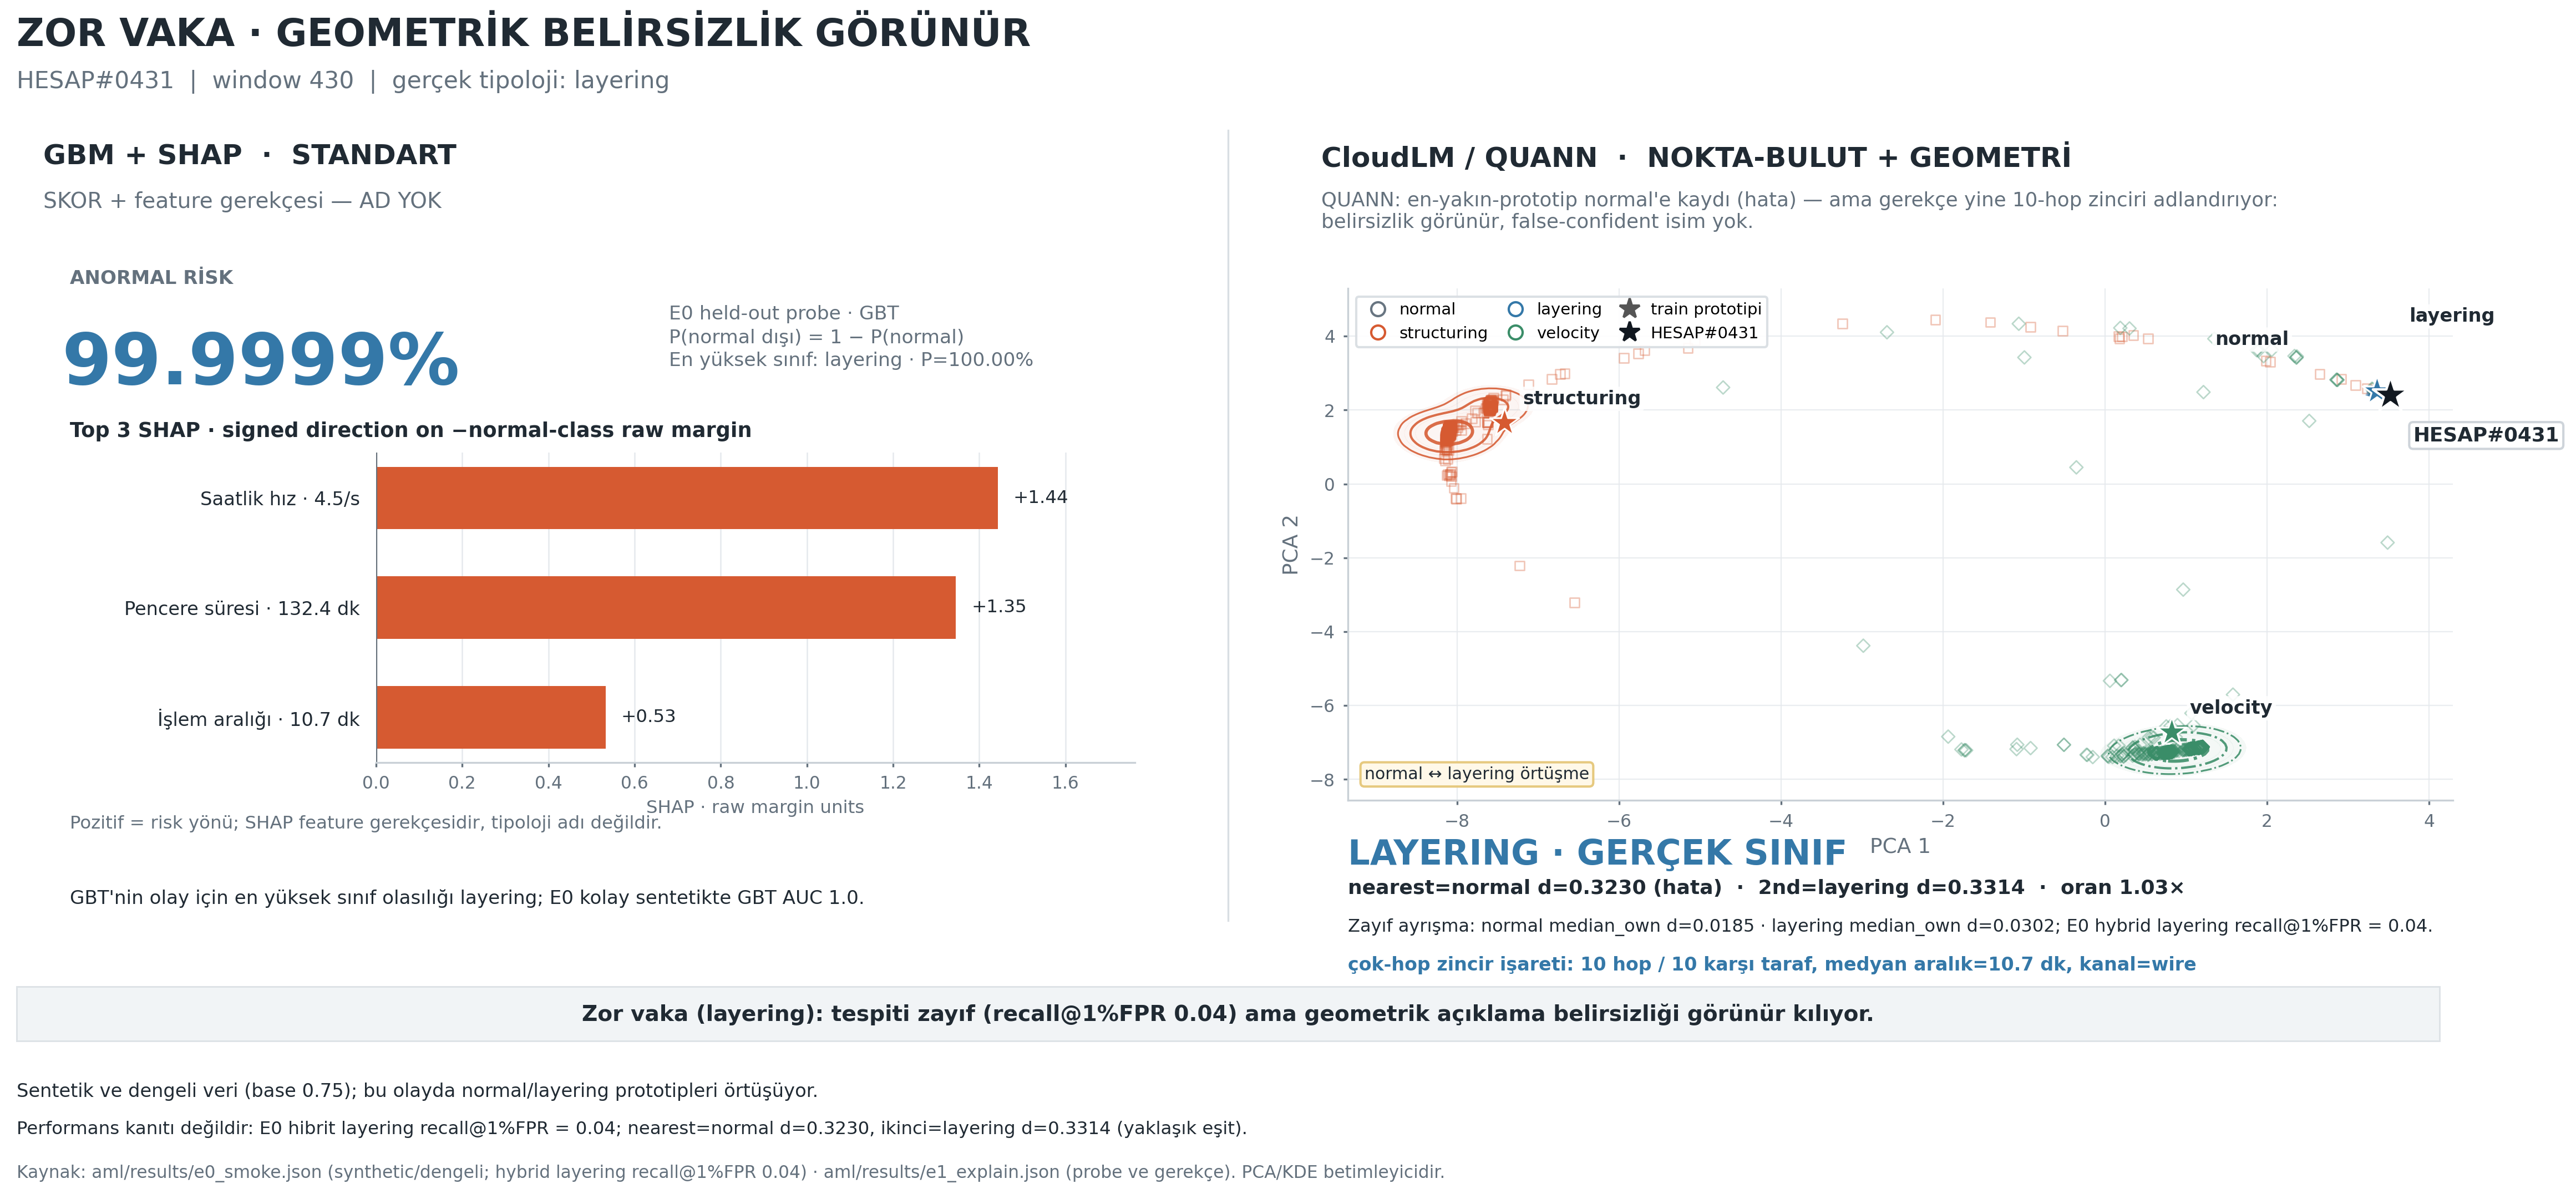 ZOR VAKA · GEOMETRİK BELİRSİZLİK GÖRÜNÜR
HESAP#0431 | window 430 | gerçek tipoloji: layering
GBM + SHAP · STANDART
SKOR + feature gerekçesi — AD YOK
ANORMAL RİSK
99.9999%
E0 held-out probe · GBT
P(normal dışı) = 1 − P(normal)
En yüksek sınıf: layering · P=100.00%
Top 3 SHAP · signed direction on −normal-class raw margin
Saatlik hız · 4.5/s
+1.44
Pencere süresi · 132.4 dk
+1.35
İşlem aralığı · 10.7 dk
+0.53
0.0 0.2 0.4 0.6 0.8 1.0 1.2 1.4 1.6
SHAP · raw margin units
Pozitif = risk yönü; SHAP feature gerekçesidir, tipoloji adı değildir.
GBT'nin olay için en yüksek sınıf olasılığı layering; E0 kolay sentetikte GBT AUC 1.0.
CloudLM / QUANN · NOKTA-BULUT + GEOMETRİ
QUANN: en-yakın-prototip normal'e kaydı (hata) — ama gerekçe yine 10-hop zinciri adlandırıyor:
belirsizlik görünür, false-confident isim yok.
normal layering train prototipi
structuring velocity HESAP#0431
layering
normal
structuring
HESAP#0431
velocity
normal ↔ layering örtüşme
PCA 2
4
2
0
−2
−4
−6
−8
−8 −6 −4 −2 0 2 4
PCA 1
LAYERING · GERÇEK SINIF
nearest=normal d=0.3230 (hata) · 2nd=layering d=0.3314 · oran 1.03×
Zayıf ayrışma: normal median_own d=0.0185 · layering median_own d=0.0302; E0 hybrid layering recall@1%FPR = 0.04.
çok-hop zincir işareti: 10 hop / 10 karşı taraf, medyan aralık=10.7 dk, kanal=wire
Zor vaka (layering): tespiti zayıf (recall@1%FPR 0.04) ama geometrik açıklama belirsizliği görünür kılıyor.
Sentetik ve dengeli veri (base 0.75); bu olayda normal/layering prototipleri örtüşüyor.
Performans kanıtı değildir: E0 hibrit layering recall@1%FPR = 0.04; nearest=normal d=0.3230, ikinci=layering d=0.3314 (yaklaşık eşit).
Kaynak: aml/results/e0_smoke.json (synthetic/dengeli; hybrid layering recall@1%FPR 0.04) · aml/results/e1_explain.json (probe ve gerekçe). PCA/KDE betimleyicidir.